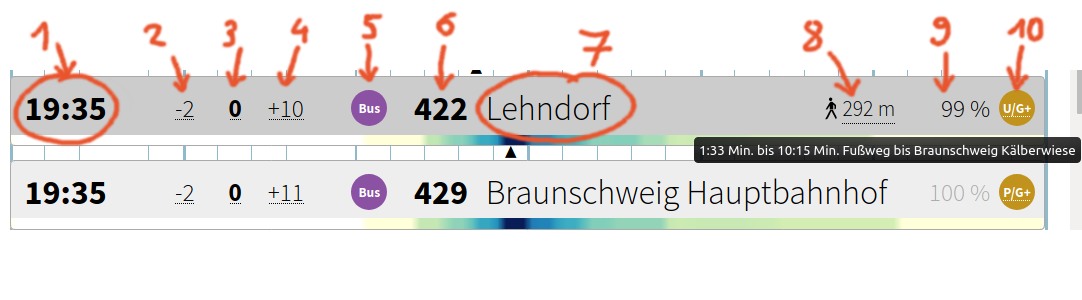 1 2 3 4 5 6 7 8 9 10
19:35 -2 0 +10 Bus 422 Lehndorf 292 m 99 % U/G+
1:33 Min. bis 10:15 Min. Fußweg bis Braunschweig Kälberwiese
19:35 -2 0 +11 Bus 429 Braunschweig Hauptbahnhof 100 % P/G+